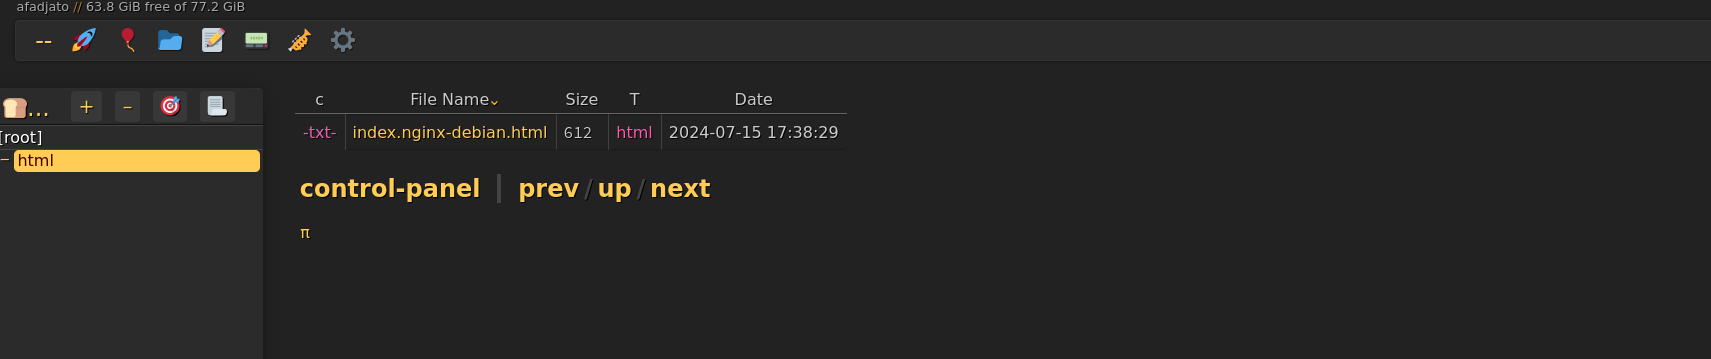 afadjato // 63.8 GiB free of 77.2 GiB
--
... + –
[root]
– html
c File Name⌄ Size T Date
-txt- index.nginx-debian.html 612 html 2024-07-15 17:38:29
control-panel | prev / up / next
π